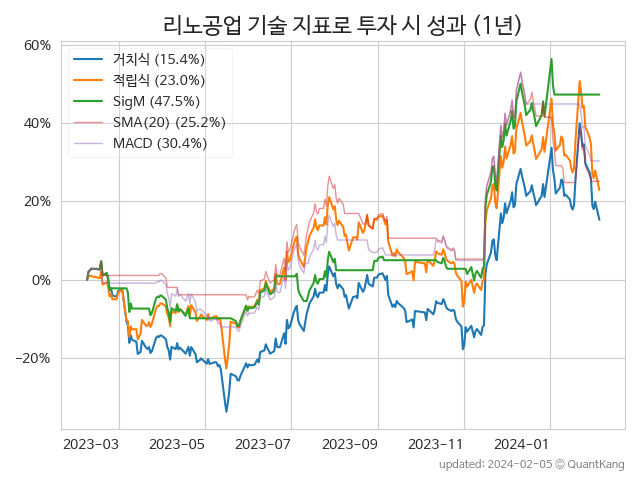 리노공업 기술 지표로 투자 시 성과 (1년)
60%
40%
20%
0%
−20%
거치식 (15.4%)
적립식 (23.0%)
SigM (47.5%)
SMA(20) (25.2%)
MACD (30.4%)
2023-03
2023-05
2023-07
2023-09
2023-11
2024-01
updated: 2024-02-05 © QuantKang